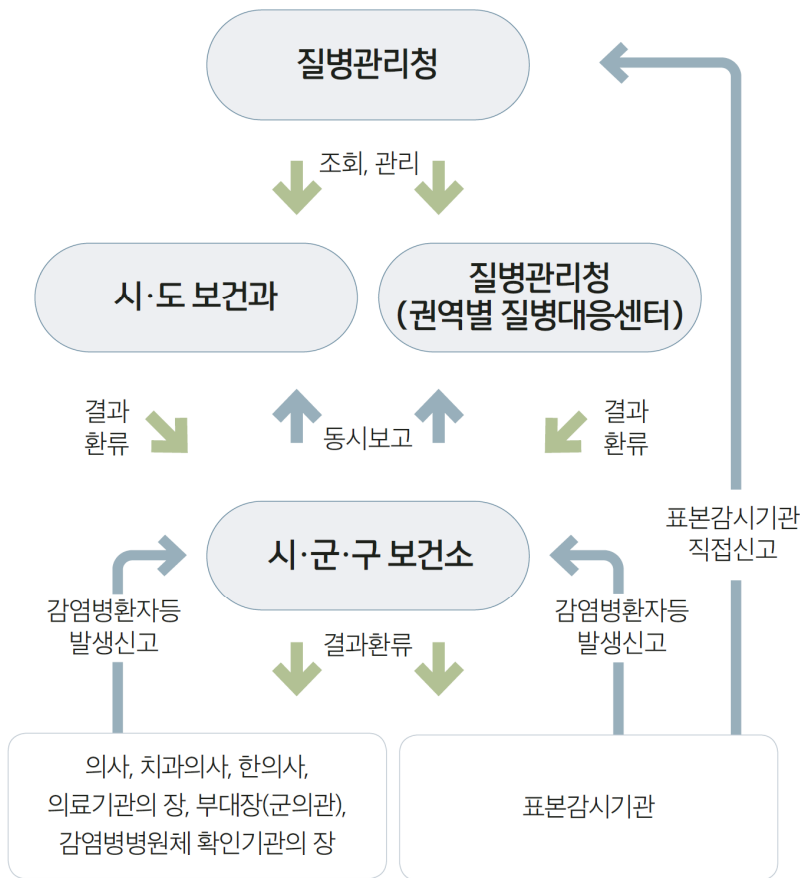 질병관리청
조회, 관리
시·도 보건과
질병관리청
(권역별 질병대응센터)
결과
환류
동시보고
결과
환류
표본감시기관
직접신고
시·군·구 보건소
감염병환자등
발생신고
결과환류
감염병환자등
발생신고
의사, 치과의사, 한의사,
의료기관의 장, 부대장(군의관),
감염병병원체 확인기관의 장
표본감시기관